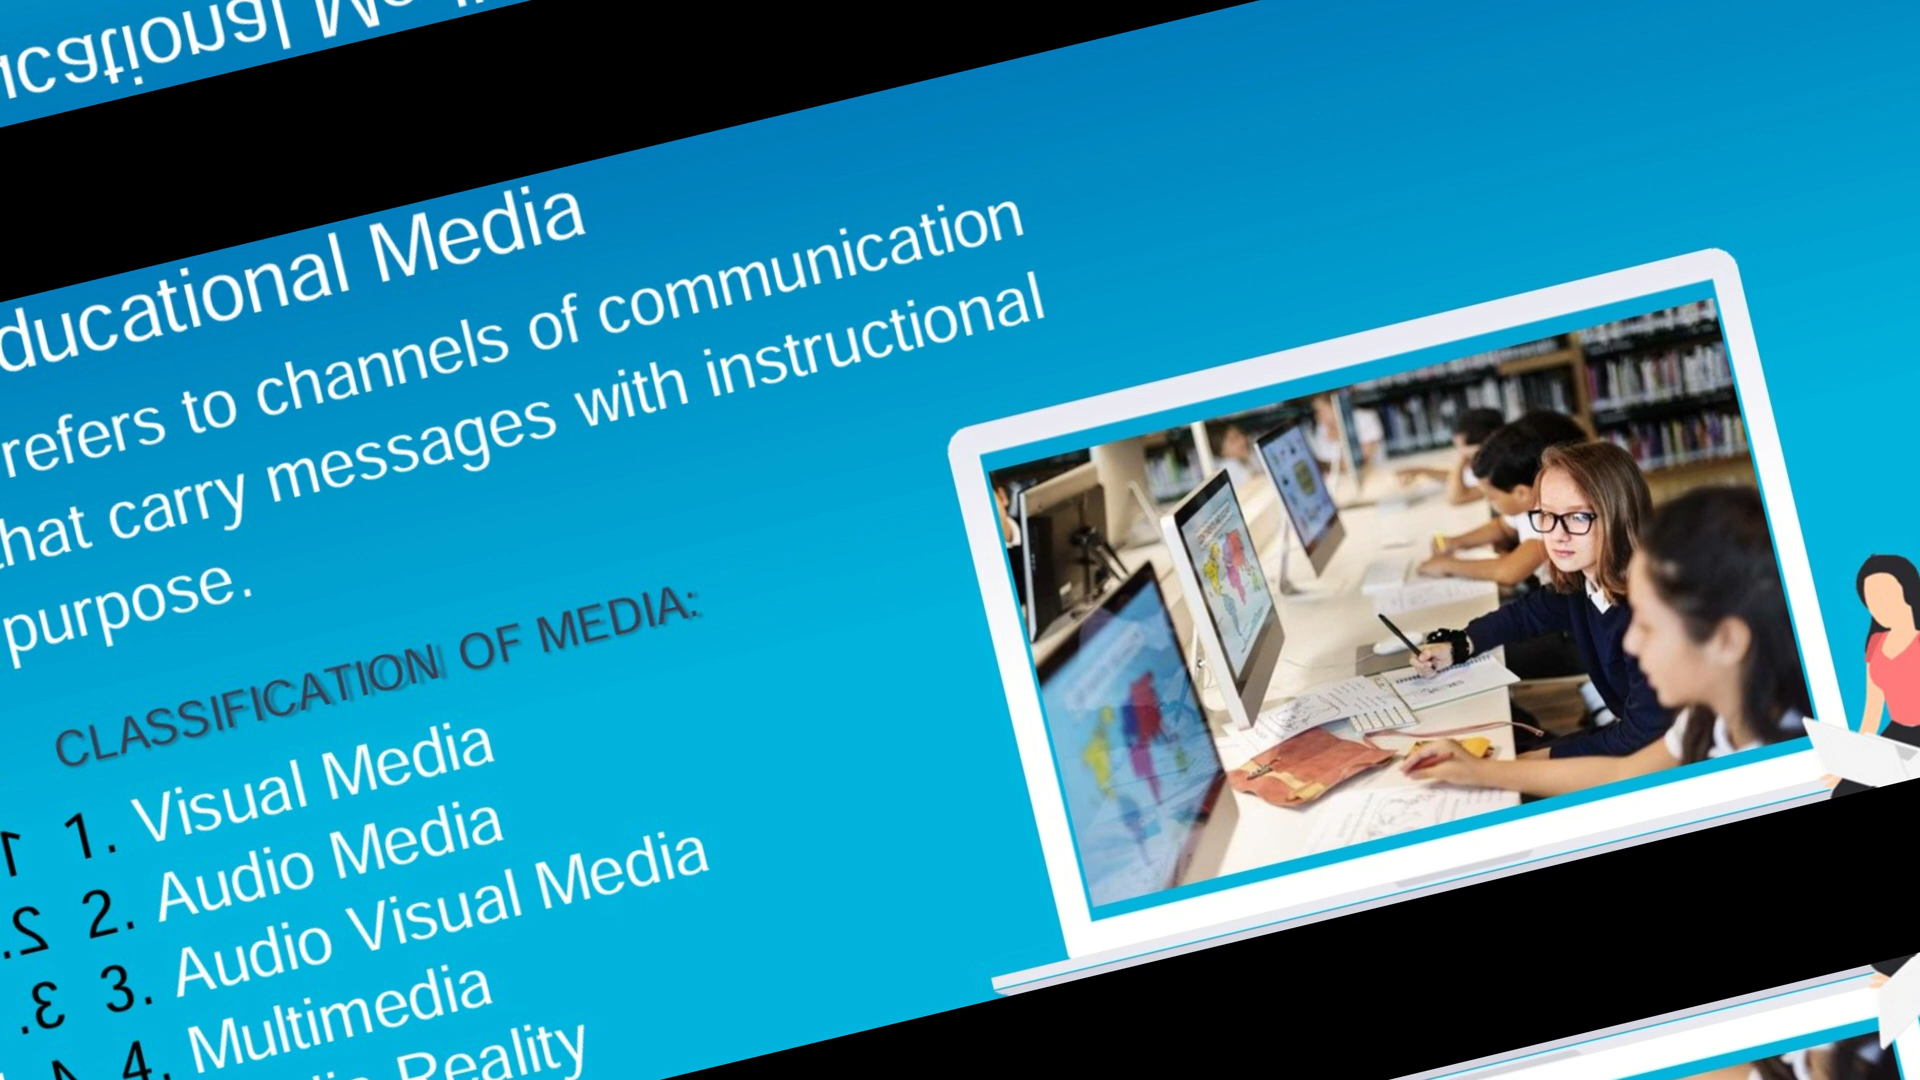 ducational Media
refers to channels of communication
that carry messages with instructional
purpose.
CLASSIFICATION OF MEDIA:
1. Visual Media
2. Audio Media
3. Audio Visual Media
4. Multimedia
Reality